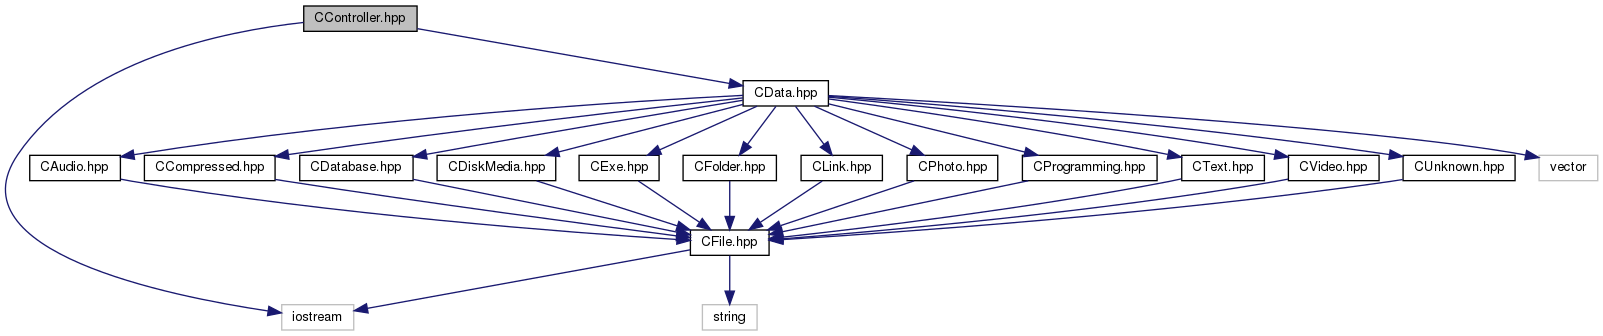 CController.hpp
CData.hpp
CAudio.hpp
CCompressed.hpp
CDatabase.hpp
CDiskMedia.hpp
CExe.hpp
CFolder.hpp
CLink.hpp
CPhoto.hpp
CProgramming.hpp
CText.hpp
CVideo.hpp
CUnknown.hpp
vector
CFile.hpp
iostream
string